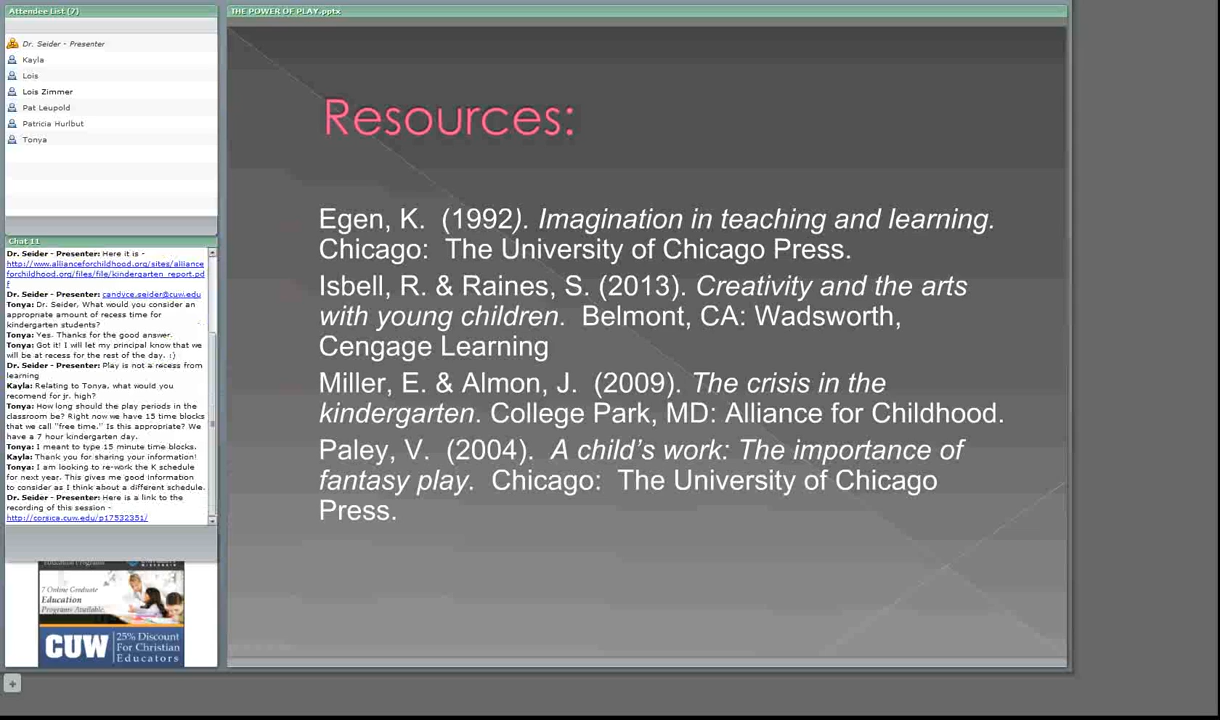 Attendee List (7)
Dr. Seider - Presenter
Kayla
Lois
Lois Zimmer
Pat Leupold
Patricia Hurlbut
Tonya
Chat 11
Dr. Seider - Presenter: Here it is -
http://www.allianceforchildhood.org/sites/alliance
forchildhood.org/files/file/kindergarten_report.pd
f
Dr. Seider - Presenter: candyce.seider@cuw.edu
Tonya: Dr. Seider, What would you consider an
appropriate amount of recess time for
kindergarten students?
Tonya: Yes. Thanks for the good answer.
Tonya: Got it! I will let my principal know that we
will be at recess for the rest of the day. :}
Dr. Seider - Presenter: Play is not a recess from
learning
Kayla: Relating to Tonya, what would you
recomend for jr. high?
Tonya: How long should the play periods in the
classroom be? Right now we have 15 time blocks
that we call "free time." Is this appropriate? We
have a 7 hour kindergarten day.
Tonya: I meant to type 15 minute time blocks.
Kayla: Thank you for sharing your information!
Tonya: I am looking to re-work the K schedule
for next year. This gives me good information
to consider as I think about a different schedule.
Dr. Seider - Presenter: Here is a link to the
recording of this session -
http://corsica.cuw.edu/p17532351/
7 Online Graduate
Education
Programs Available.
CUW
25% Discount
For Christian
Educators
THE POWER OF PLAY.pptx
Resources:
Egen, K. (1992). Imagination in teaching and learning.
Chicago: The University of Chicago Press.
Isbell, R. & Raines, S. (2013). Creativity and the arts
with young children. Belmont, CA: Wadsworth,
Cengage Learning
Miller, E. & Almon, J. (2009). The crisis in the
kindergarten. College Park, MD: Alliance for Childhood.
Paley, V. (2004). A child's work: The importance of
fantasy play. Chicago: The University of Chicago
Press.